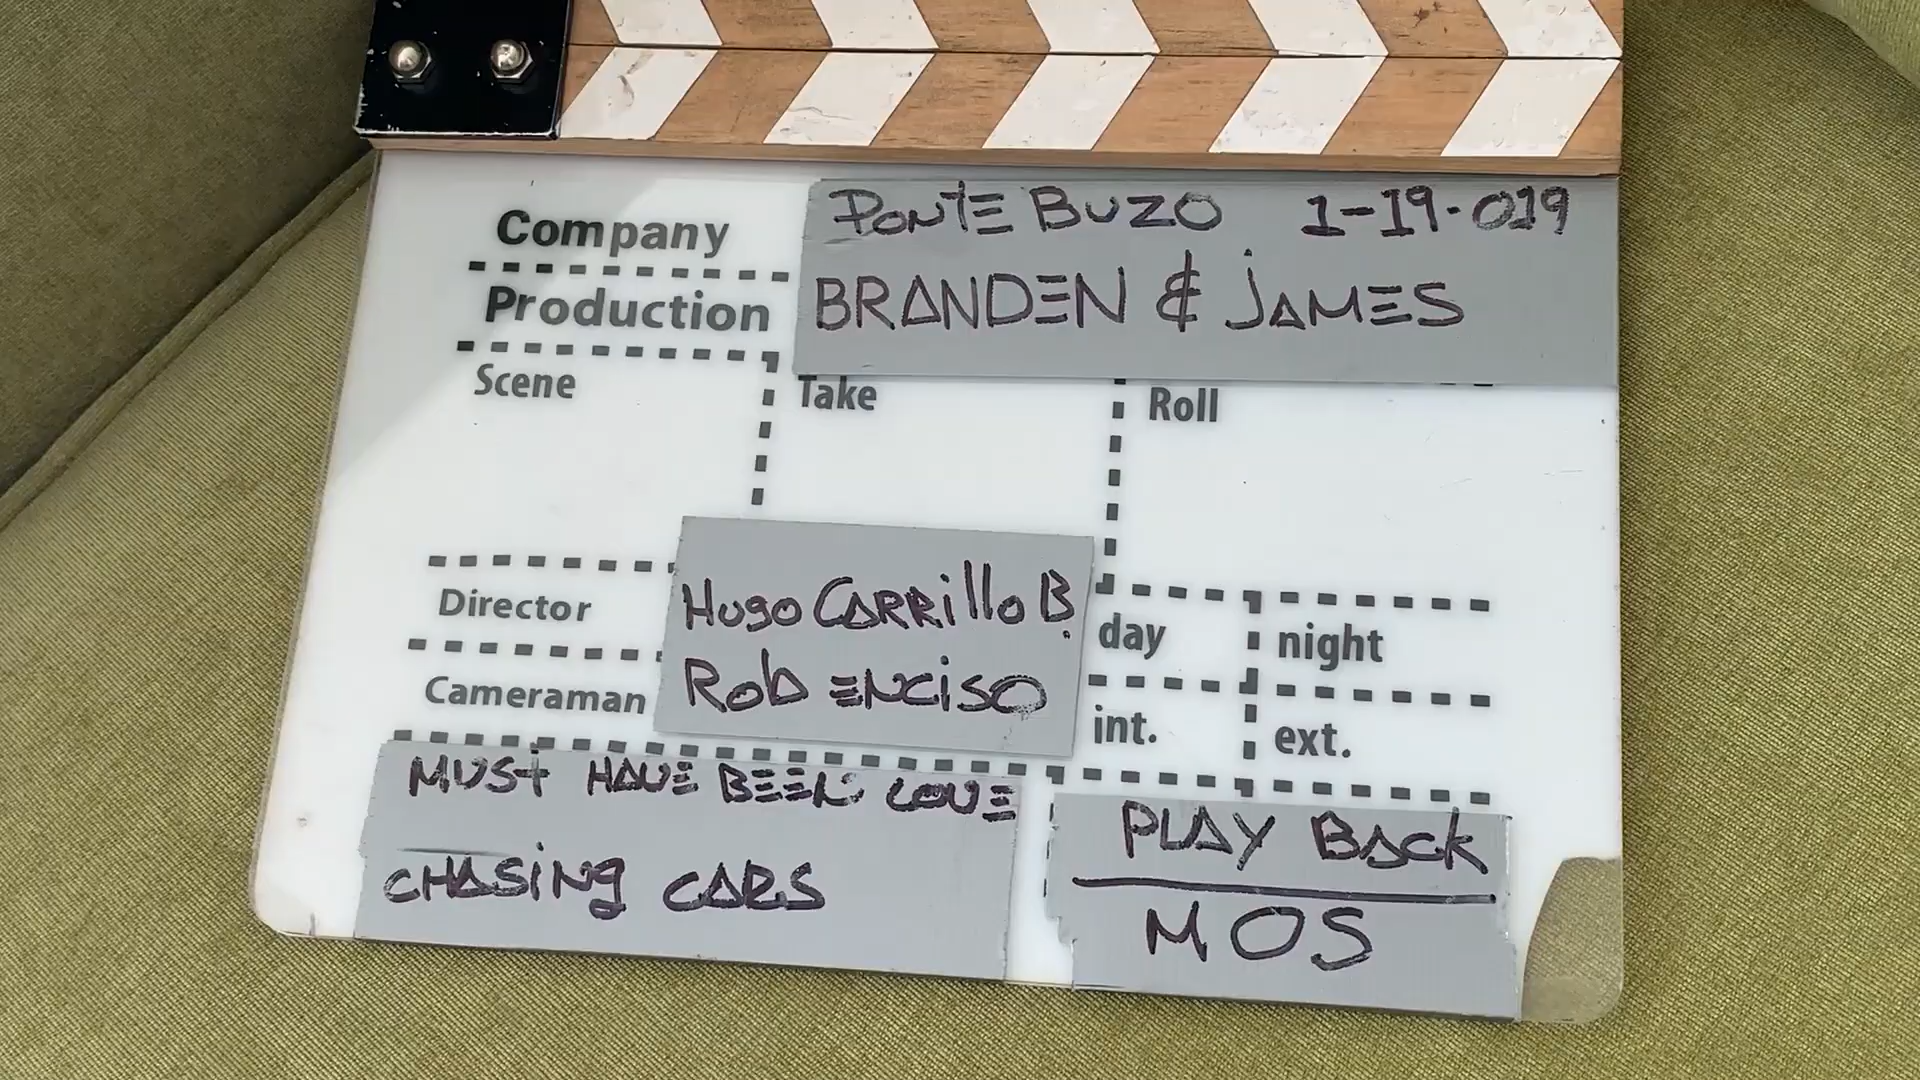 Company PONTE BUZO 1-19-019
Production BRANDEN & JAMES
Scene Take Roll
Director Hugo CARRillo B.
Cameraman Rob ENCISO
day night
int. ext.
MUST HAVE BEEN LOVE
CHASING CARS
PLAY BACK
MOS